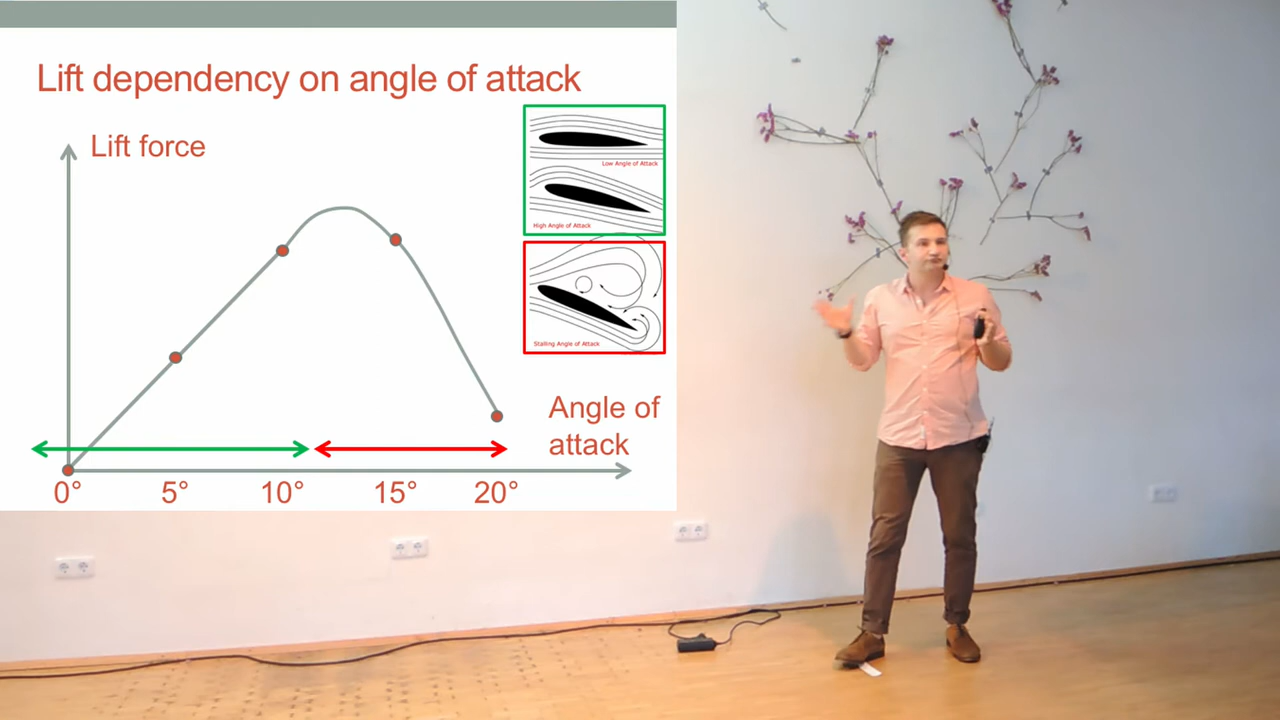 Lift dependency on angle of attack
Lift force
Low Angle of Attack
High Angle of Attack
Stalling Angle of Attack
Angle of
attack
0° 5° 10° 15° 20°